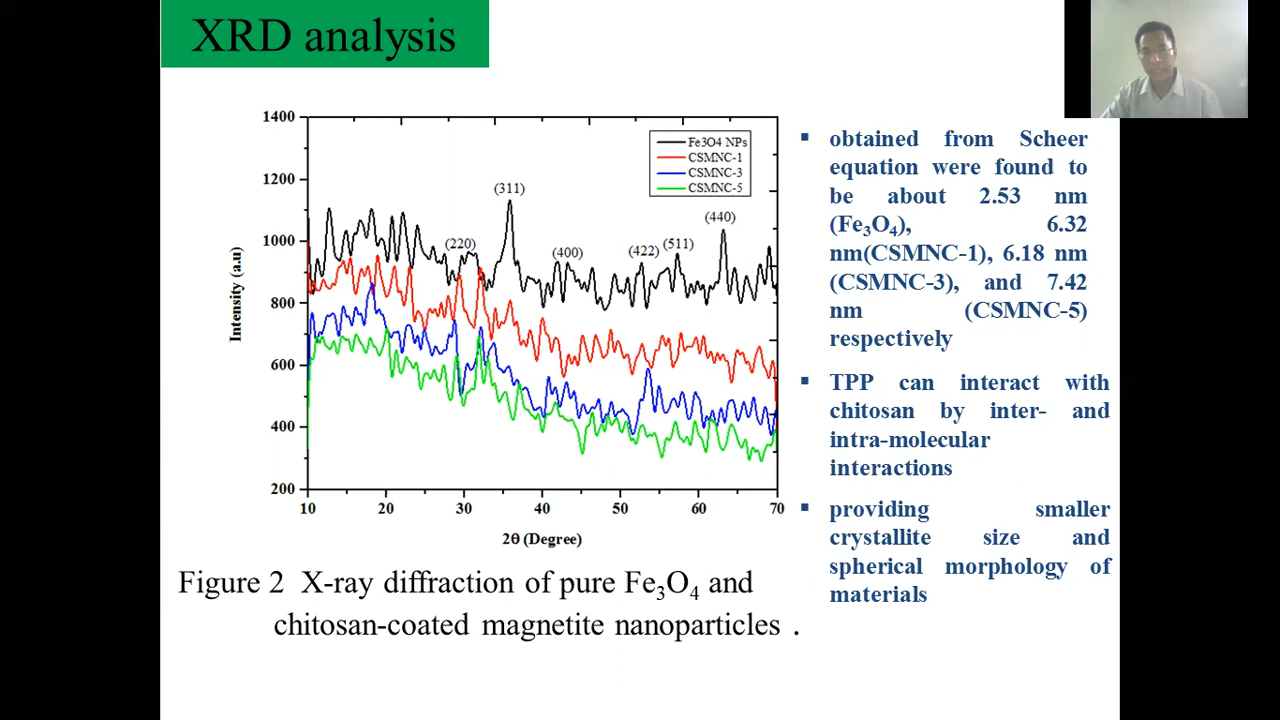 XRD analysis
1400
1200
1000
800
600
400
200
Intensity (a.u)
10 20 30 40 50 60 70
2θ (Degree)
Fe3O4 NPs
CSMNC-1
CSMNC-3
CSMNC-5
(220)
(311)
(400)
(422)
(511)
(440)
Figure 2 X-ray diffraction of pure Fe₃O₄ and
chitosan-coated magnetite nanoparticles .
▪ obtained from Scheer
equation were found to
be about 2.53 nm
(Fe₃O₄), 6.32
nm(CSMNC-1), 6.18 nm
(CSMNC-3), and 7.42
nm (CSMNC-5)
respectively
▪ TPP can interact with
chitosan by inter- and
intra-molecular
interactions
▪ providing smaller
crystallite size and
spherical morphology of
materials